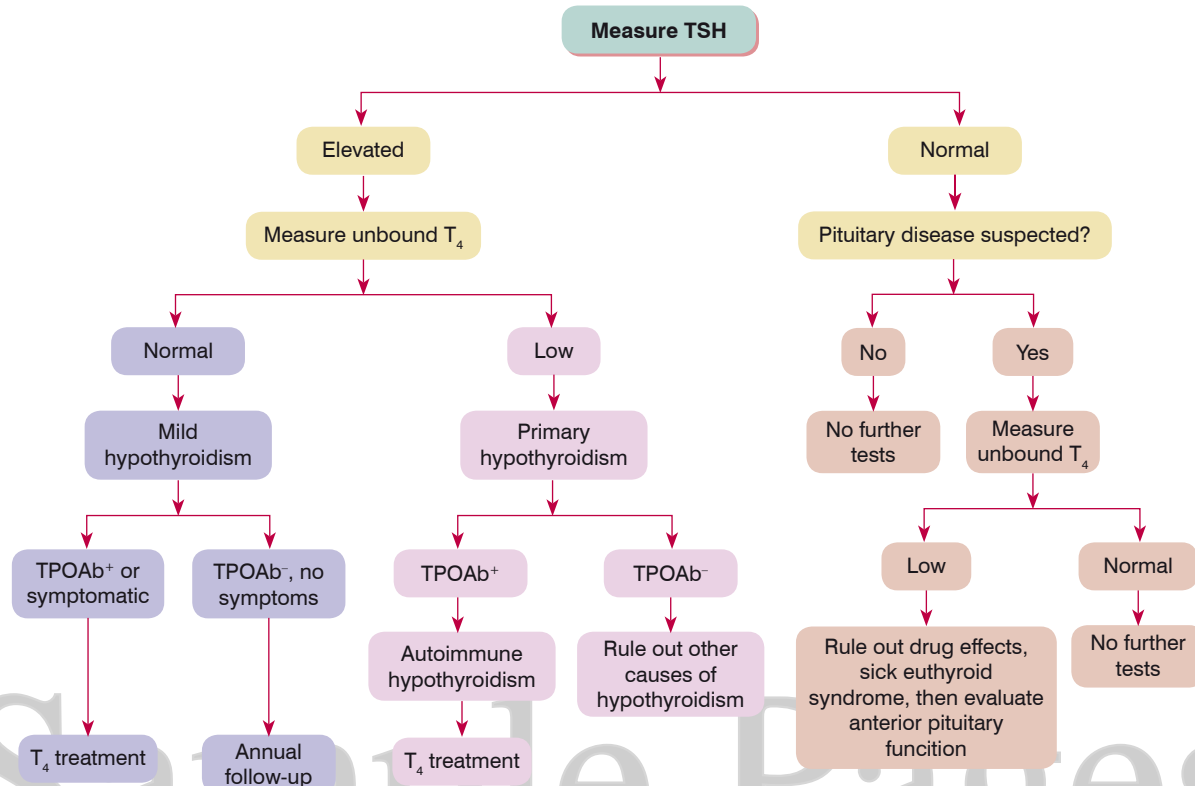 Measure TSH
Elevated
Normal
Measure unbound T₄
Pituitary disease suspected?
Normal
Low
No
Yes
Mild
hypothyroidism
Primary
hypothyroidism
No further
tests
Measure
unbound T₄
TPOAb⁺ or
symptomatic
TPOAb⁻, no
symptoms
TPOAb⁺
TPOAb⁻
Low
Normal
Autoimmune
hypothyroidism
Rule out other
causes of
hypothyroidism
Rule out drug effects,
sick euthyroid
syndrome, then evaluate
anterior pituitary
funcition
No further
tests
T₄ treatment
Annual
follow-up
T₄ treatment
Sample Pages